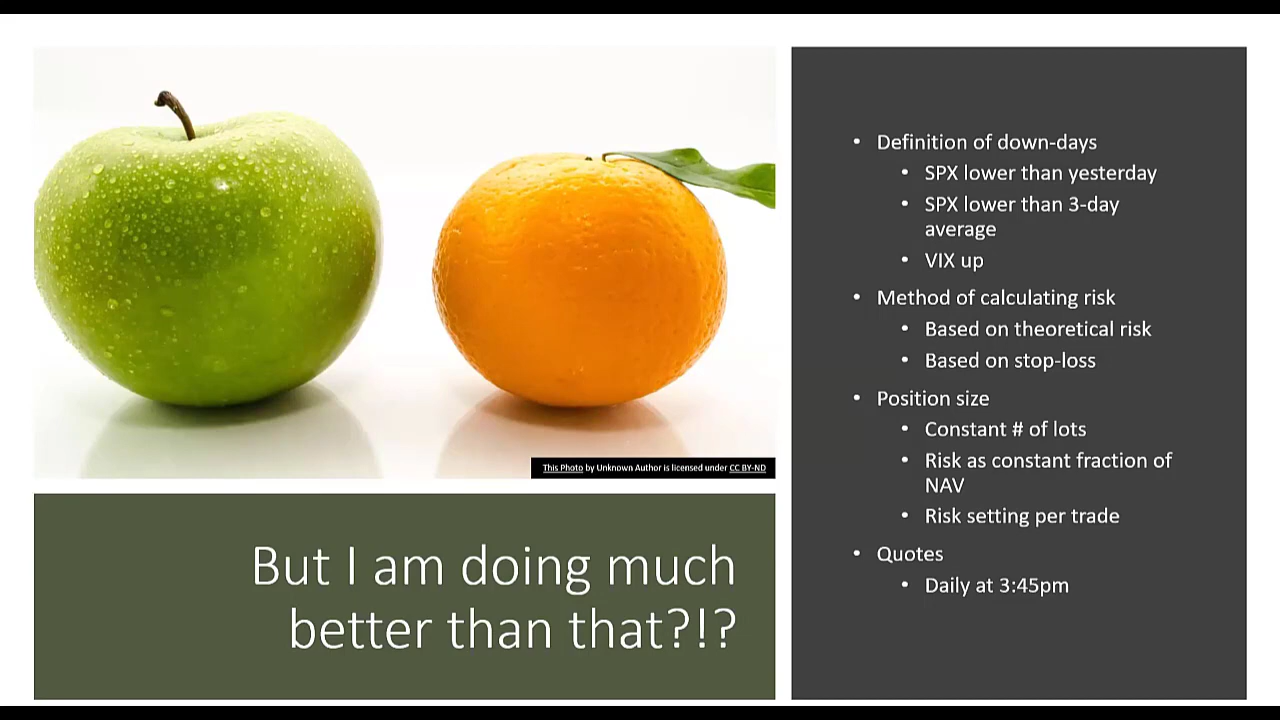 This Photo by Unknown Author is licensed under CC BY-ND
But I am doing much
better than that?!?
• Definition of down-days
• SPX lower than yesterday
• SPX lower than 3-day
average
• VIX up
• Method of calculating risk
• Based on theoretical risk
• Based on stop-loss
• Position size
• Constant # of lots
• Risk as constant fraction of
NAV
• Risk setting per trade
• Quotes
• Daily at 3:45pm